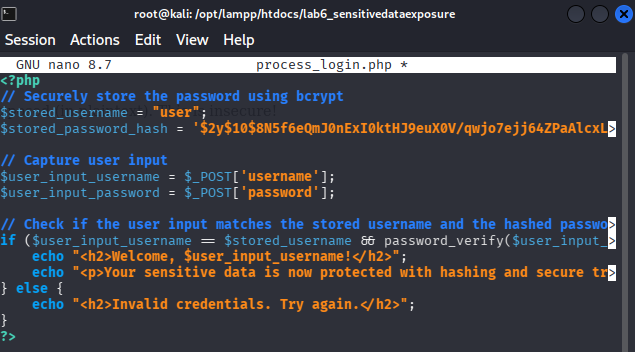 root@kali: /opt/lampp/htdocs/lab6_sensitivedataexposure
Session Actions Edit View Help
GNU nano 8.7 process_login.php *
<?php
// Securely store the password using bcrypt
$stored_username = "user";
$stored_password_hash = '$2y$10$8N5f6eQmJ0nExI0ktHJ9euX0V/qwjo7ejj64ZPaAlcxL>
// Capture user input
$user_input_username = $_POST['username'];
$user_input_password = $_POST['password'];
// Check if the user input matches the stored username and the hashed passwo>
if ($user_input_username == $stored_username && password_verify($user_input_>
echo "<h2>Welcome, $user_input_username!</h2>";
echo "<p>Your sensitive data is now protected with hashing and secure tr>
} else {
echo "<h2>Invalid credentials. Try again.</h2>";
}
?>